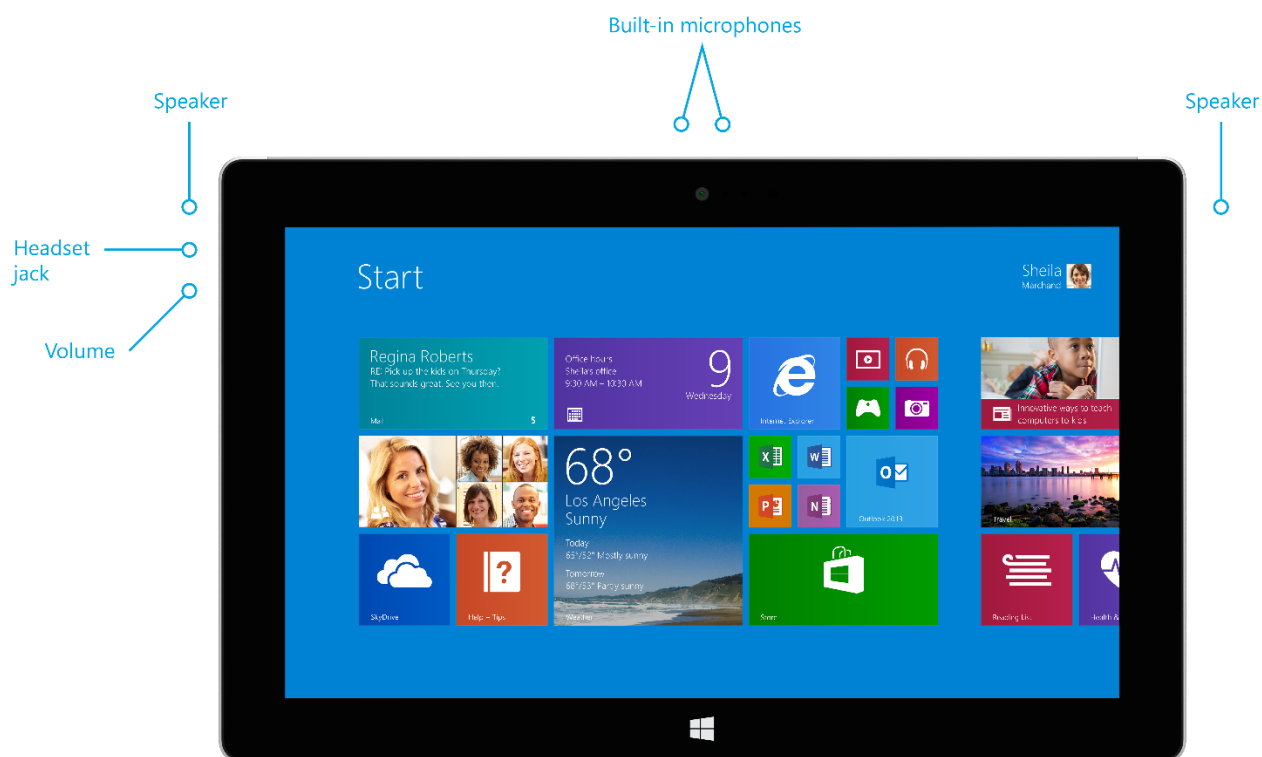 Built-in microphones
Speaker
Speaker
Headset
jack
Volume
Start
Sheila
Marchand
Regina Roberts
RE: Pick up the kids on Thursday?
That sounds great. See you then.
Mail
5
Office hours
Sheila's office
9:30 AM – 10:30 AM
9
Wednesday
Internet Explorer
Innovative ways to teach
computers to kids
68°
Los Angeles
Sunny
Today
65°/52° Mostly sunny
Tomorrow
68°/53° Partly sunny
Weather
X
W
P
N
O
Outlook 2013
Travel
SkyDrive
?
Help + Tips
Store
Reading List
Health &